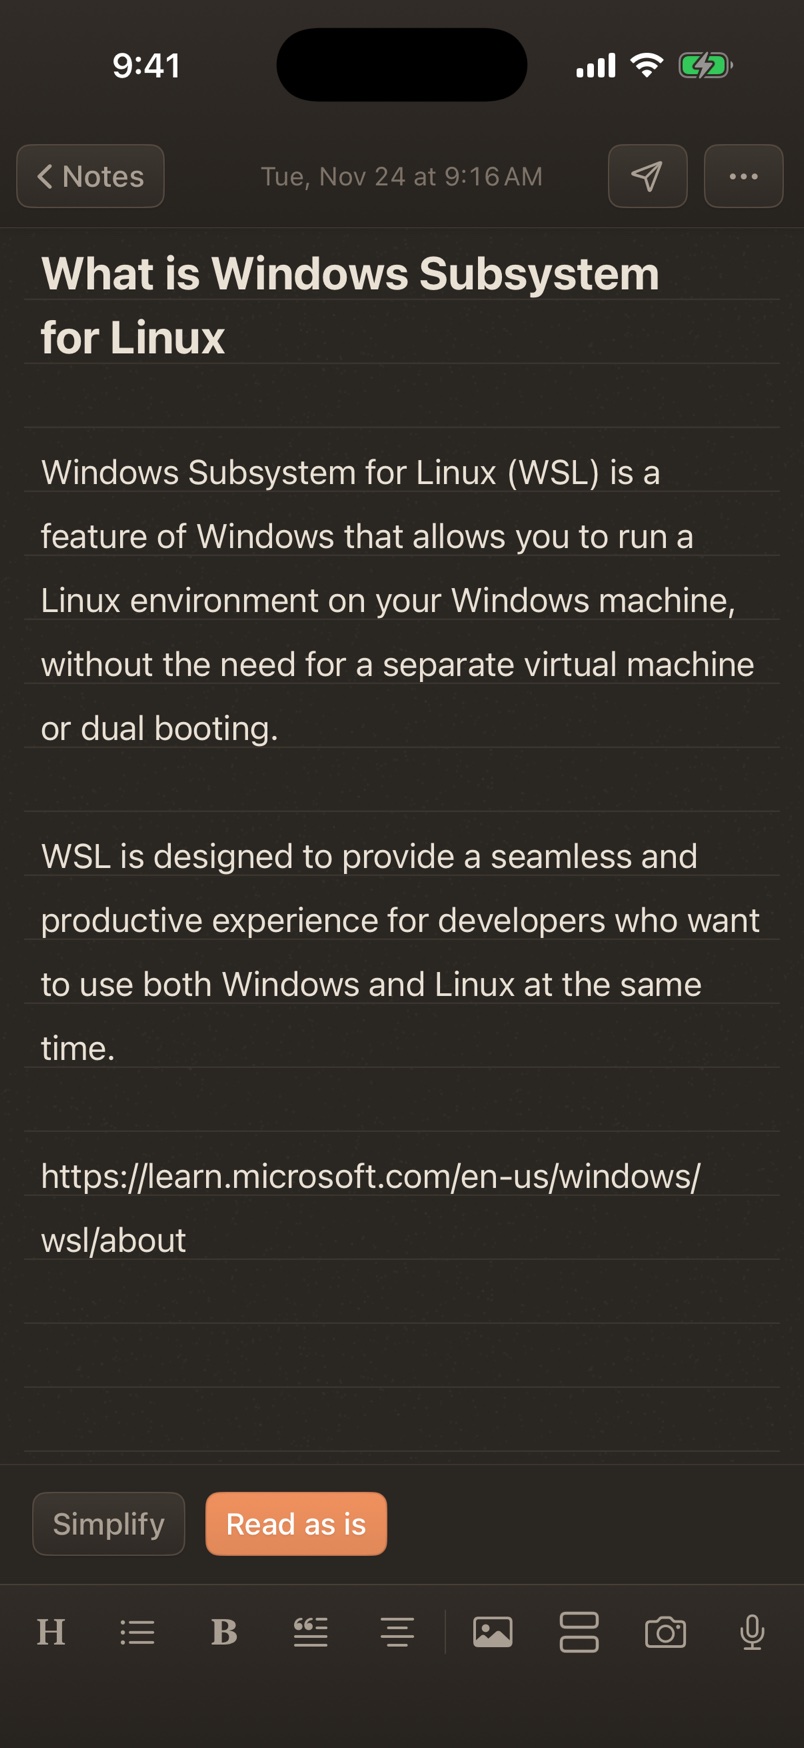 9:41
Notes
Tue, Nov 24 at 9:16 AM
What is Windows Subsystem
for Linux
Windows Subsystem for Linux (WSL) is a
feature of Windows that allows you to run a
Linux environment on your Windows machine,
without the need for a separate virtual machine
or dual booting.
WSL is designed to provide a seamless and
productive experience for developers who want
to use both Windows and Linux at the same
time.
https://learn.microsoft.com/en-us/windows/
wsl/about
Simplify
Read as is
H
B